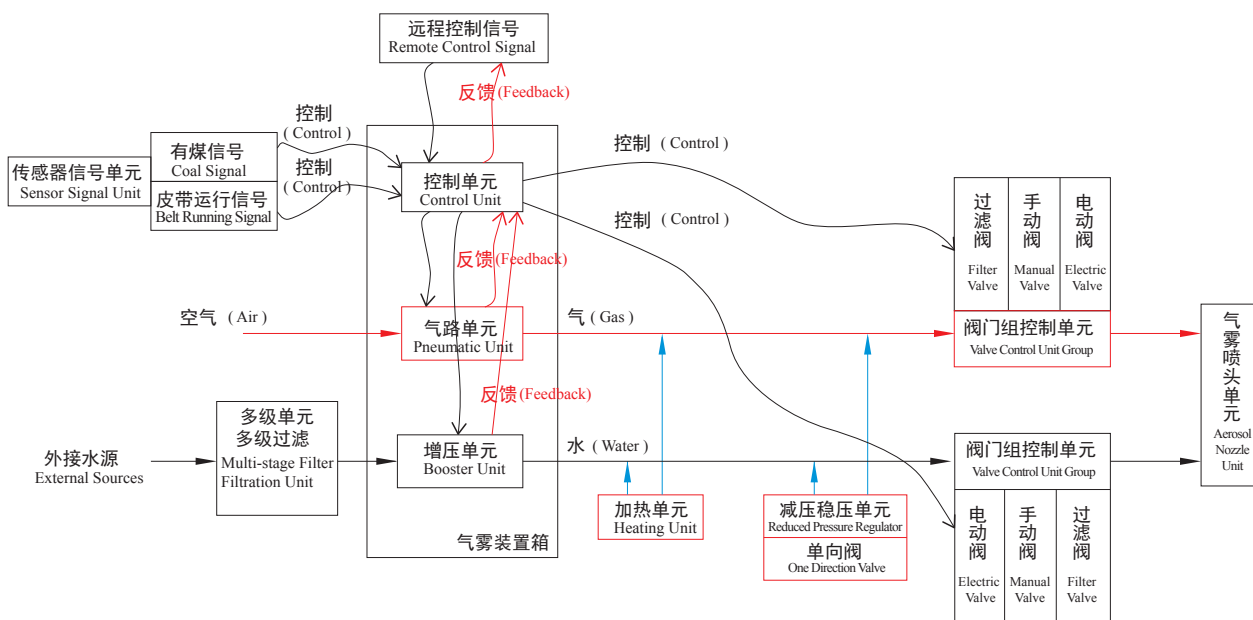 远程控制信号
Remote Control Signal
反馈(Feedback)
控制
( Control )
控制
( Control )
有煤信号
Coal Signal
传感器信号单元
Sensor Signal Unit
皮带运行信号
Belt Running Signal
控制单元
Control Unit
控制 ( Control )
控制 ( Control )
过滤阀
Filter
Valve
手动阀
Manual
Valve
电动阀
Electric
Valve
反馈(Feedback)
空气 ( Air )
气路单元
Pneumatic Unit
气 ( Gas )
阀门组控制单元
Valve Control Unit Group
气雾喷头单元
Aerosol
Nozzle
Unit
反馈(Feedback)
外接水源
External Sources
多级单元
多级过滤
Multi-stage Filter
Filtration Unit
增压单元
Booster Unit
水 ( Water )
阀门组控制单元
Valve Control Unit Group
加热单元
Heating Unit
减压稳压单元
Reduced Pressure Regulator
单向阀
One Direction Valve
气雾装置箱
电动阀
Electric
Valve
手动阀
Manual
Valve
过滤阀
Filter
Valve